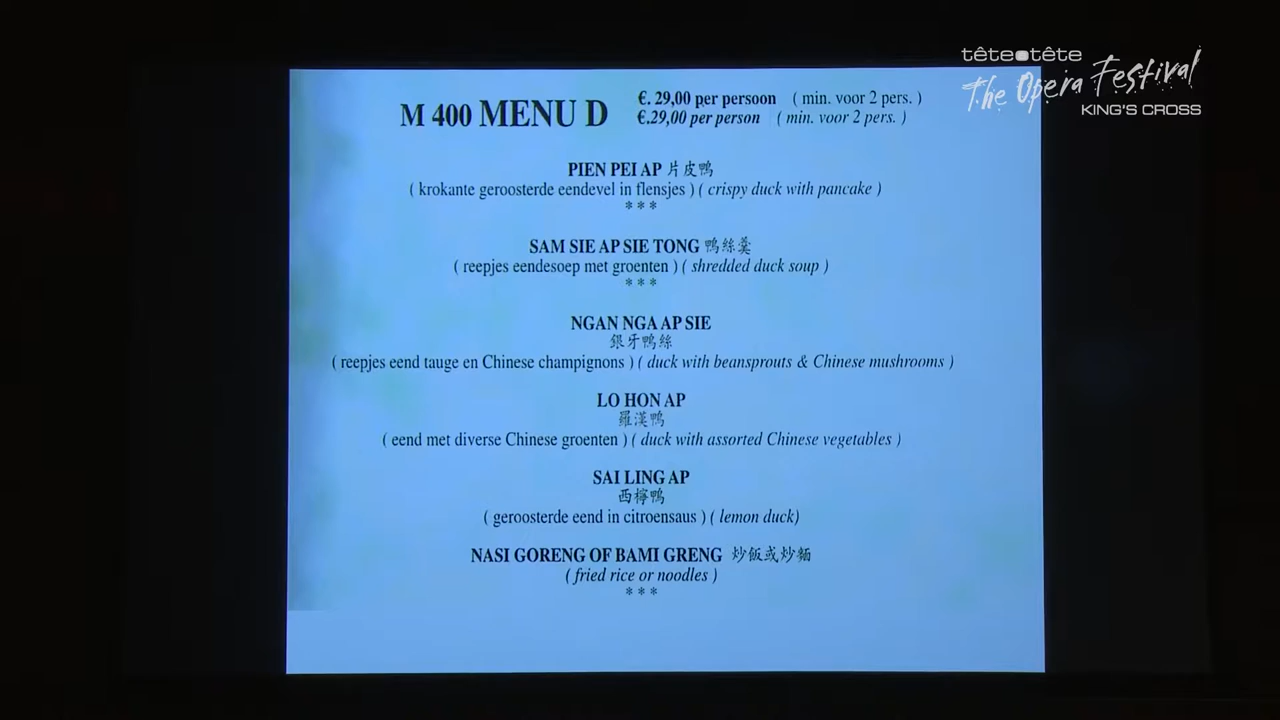 tête tête
The Opera Festival
KING'S CROSS
M 400 MENU D
€. 29,00 per persoon ( min. voor 2 pers. )
€.29,00 per person ( min. voor 2 pers. )
PIEN PEI AP 片皮鴨
( krokante geroosterde eendevel in flensjes ) ( crispy duck with pancake )
***
SAM SIE AP SIE TONG 鴨絲羹
( reepjes eendesoep met groenten ) ( shredded duck soup )
***
NGAN NGA AP SIE
銀牙鴨絲
( reepjes eend tauge en Chinese champignons ) ( duck with beansprouts & Chinese mushrooms )
LO HON AP
羅漢鴨
( eend met diverse Chinese groenten ) ( duck with assorted Chinese vegetables )
SAI LING AP
西檸鴨
( geroosterde eend in citroensaus ) ( lemon duck)
NASI GORENG OF BAMI GRENG 炒飯或炒麵
( fried rice or noodles )
***